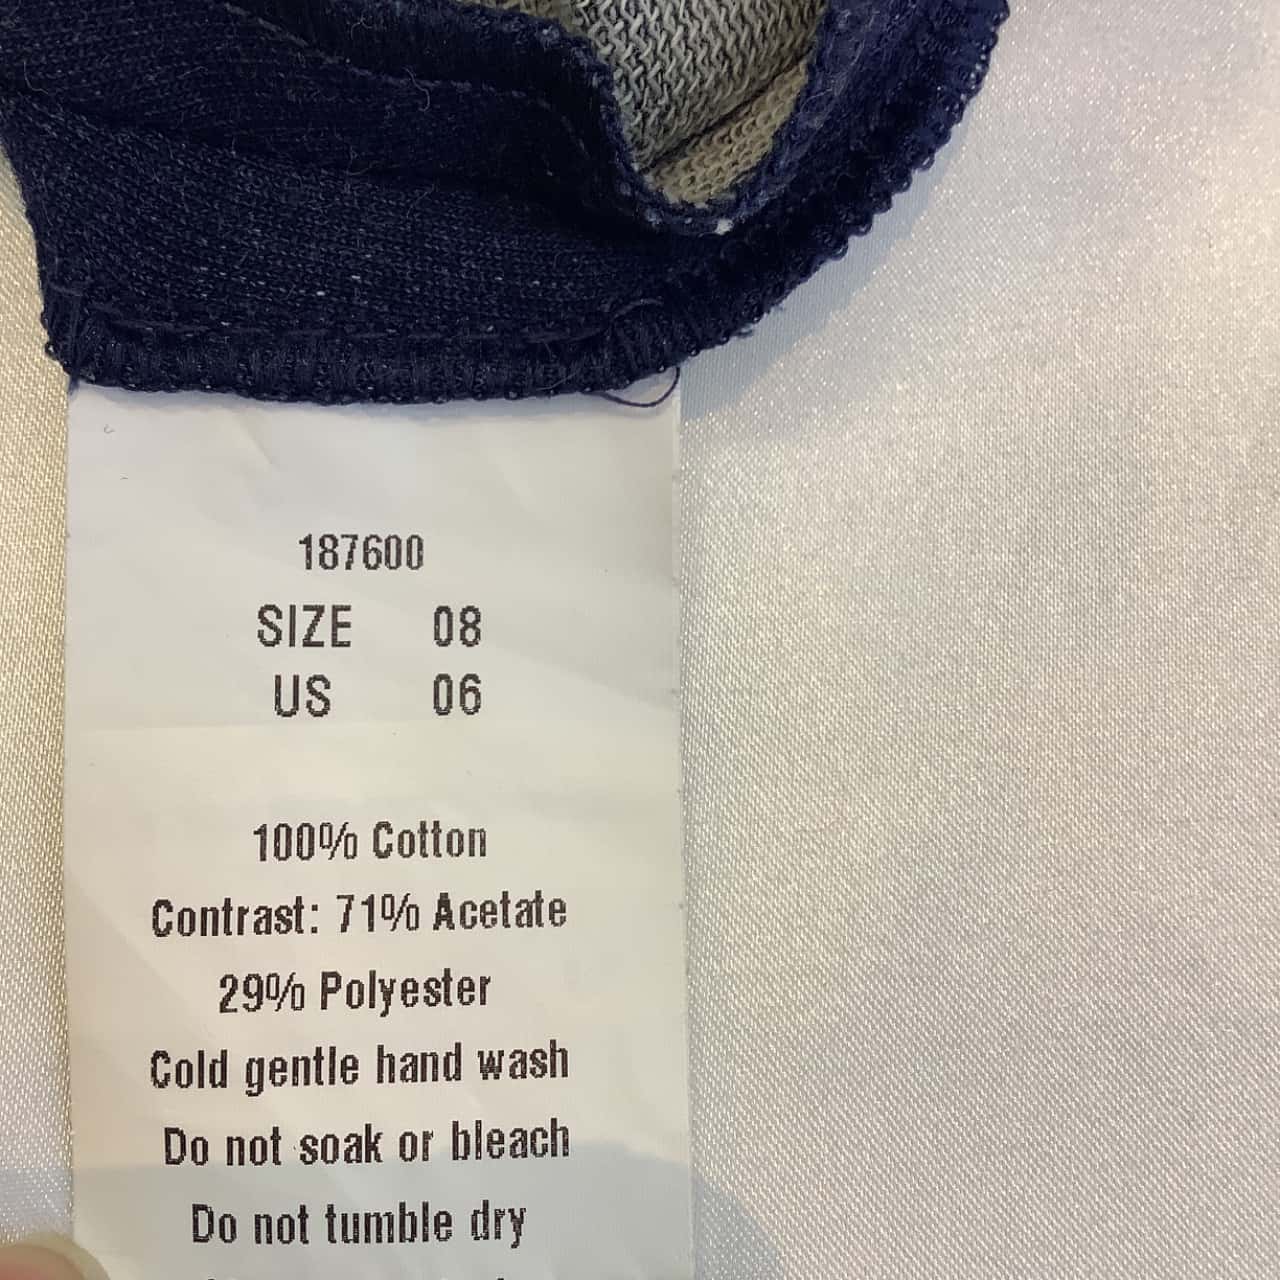 187600
SIZE 08
US 06
100% Cotton
Contrast: 71% Acetate
29% Polyester
Cold gentle hand wash
Do not soak or bleach
Do not tumble dry